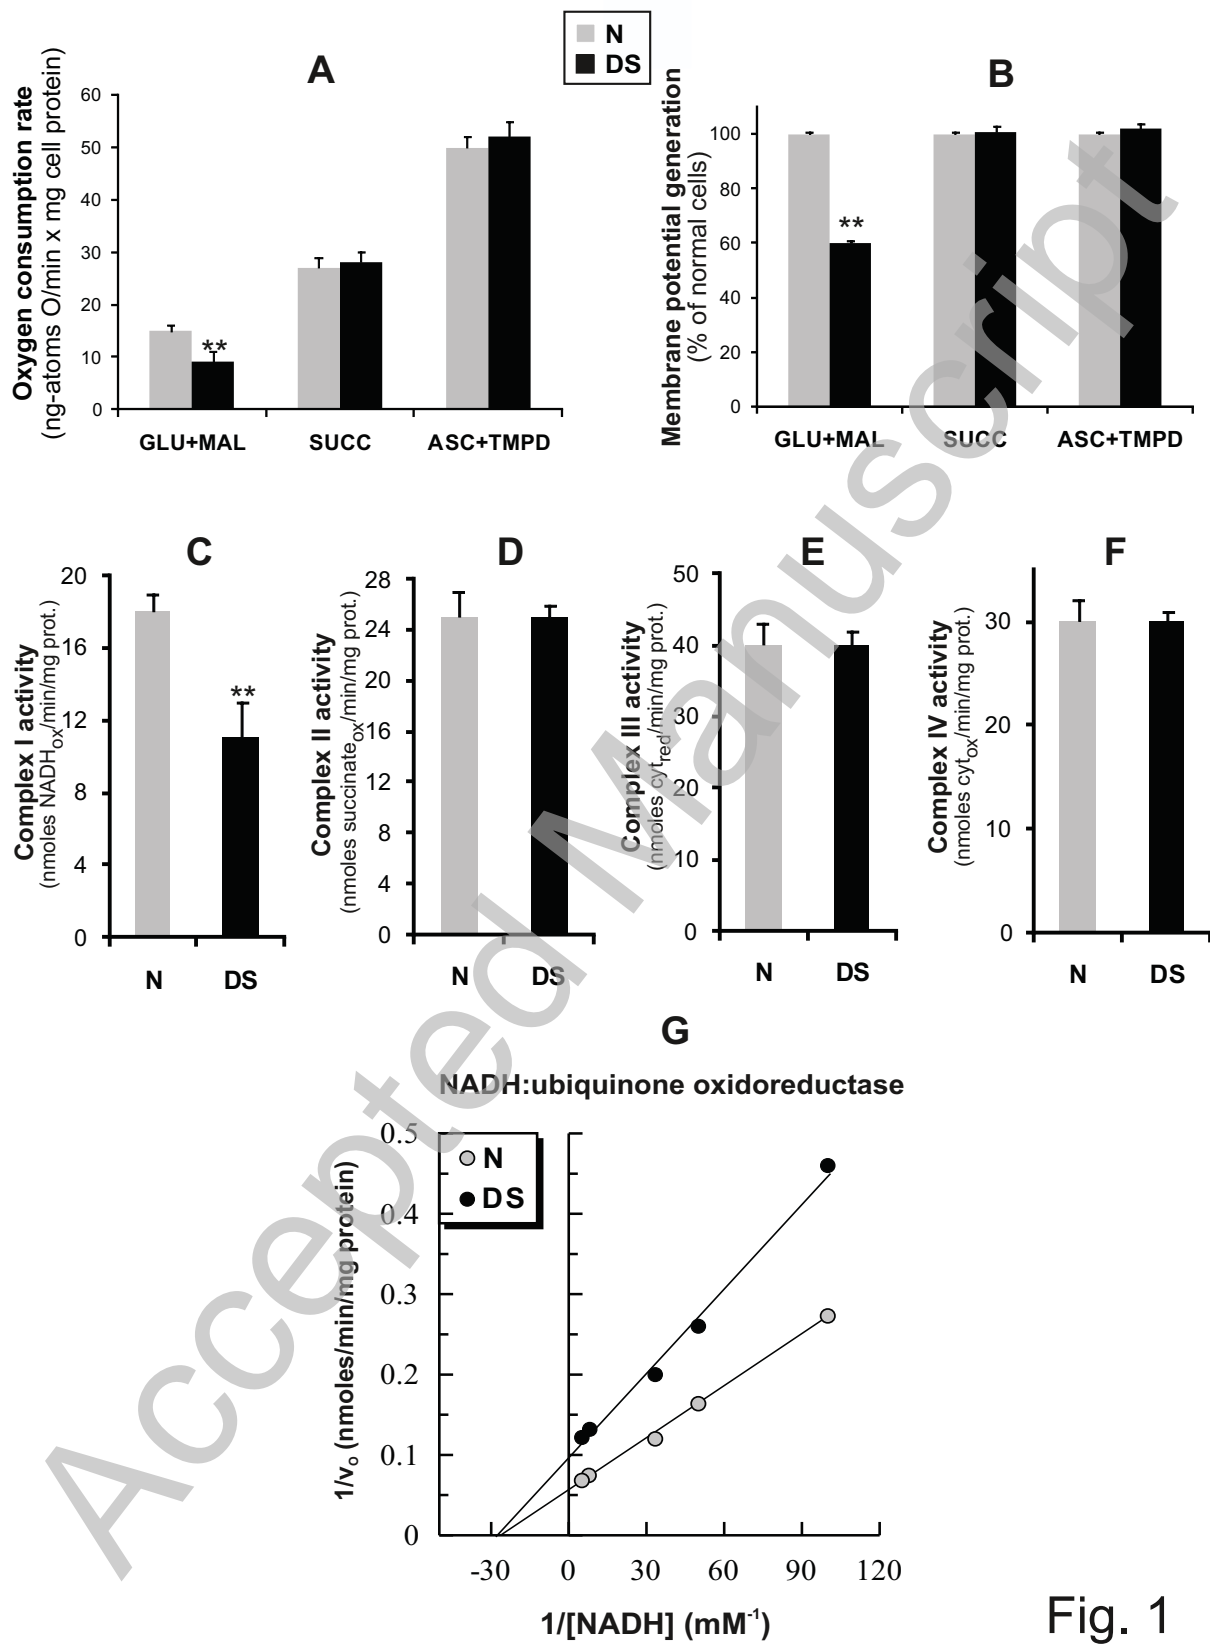 N
DS
A
B
Oxygen consumption rate
(ng-atoms O/min x mg cell protein)
60
50
40
30
20
10
0
**
GLU+MAL SUCC ASC+TMPD
Membrane potential generation
(% of normal cells)
100
80
60
40
20
0
**
GLU+MAL SUCC ASC+TMPD
C
Complex I activity
(nmoles NADHox/min/mg prot.)
20
16
12
8
4
0
**
N DS
D
Complex II activity
(nmoles succinateox/min/mg prot.)
28
24
20
16
12
8
4
0
N DS
E
Complex III activity
(nmoles cytred/min/mg prot.)
50
40
30
20
10
0
N DS
F
Complex IV activity
(nmoles cytox/min/mg prot.)
30
20
10
0
N DS
G
NADH:ubiquinone oxidoreductase
N
DS
1/vo (nmoles/min/mg protein)
0.5
0.4
0.3
0.2
0.1
0
-30 0 30 60 90 120
1/[NADH] (mM-1)
Fig. 1
Accepted Manuscript